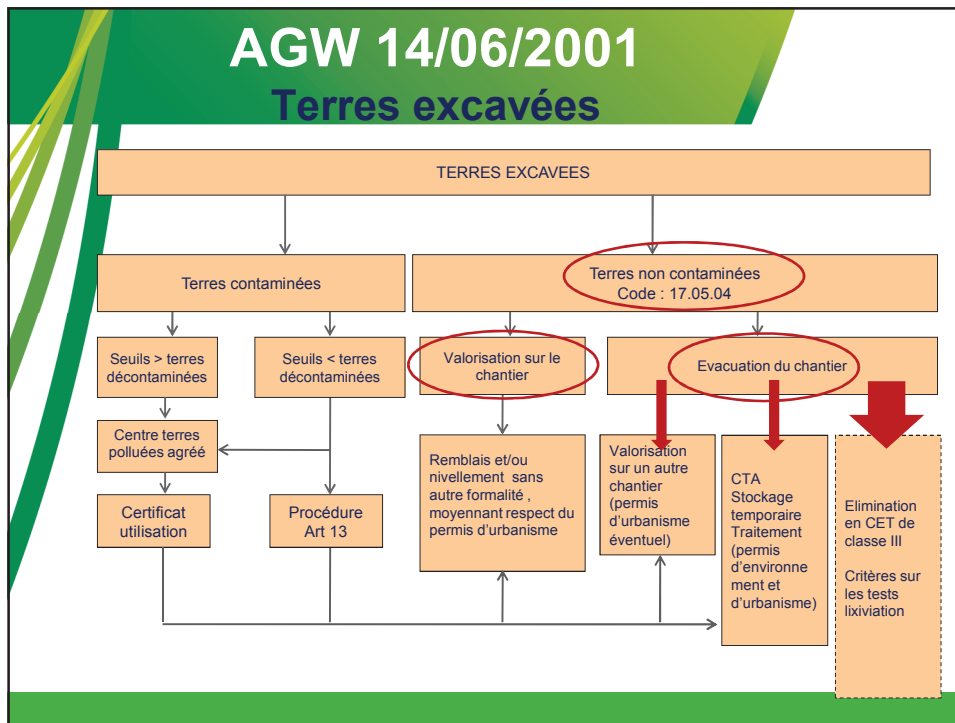 AGW 14/06/2001
Terres excavées
TERRES EXCAVEES
Terres contaminées
Terres non contaminées
Code : 17.05.04
Seuils > terres
décontaminées
Seuils < terres
décontaminées
Valorisation sur le
chantier
Evacuation du chantier
Centre terres
polluées agréé
Certificat
utilisation
Procédure
Art 13
Remblais et/ou
nivellement sans
autre formalité ,
moyennant respect du
permis d'urbanisme
Valorisation
sur un autre
chantier
(permis
d'urbanisme
éventuel)
CTA
Stockage
temporaire
Traitement
(permis
d'environne
ment et
d'urbanisme)
Elimination
en CET de
classe III
Critères sur
les tests
lixiviation